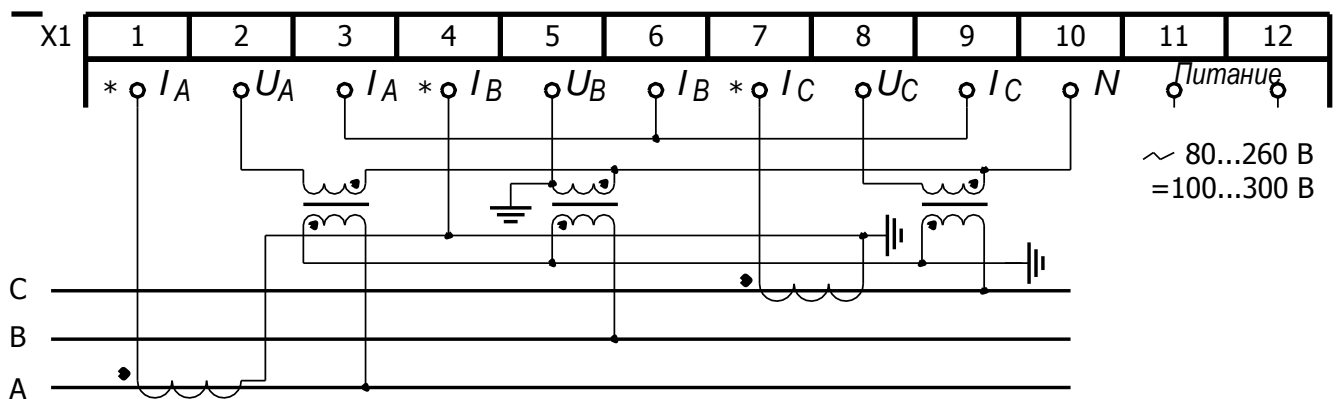 X1 1 2 3 4 5 6 7 8 9 10 11 12
* I A U A I A * I B U B I B * I C U C I C N Питание
~ 80...260 В
=100...300 В
C
B
A